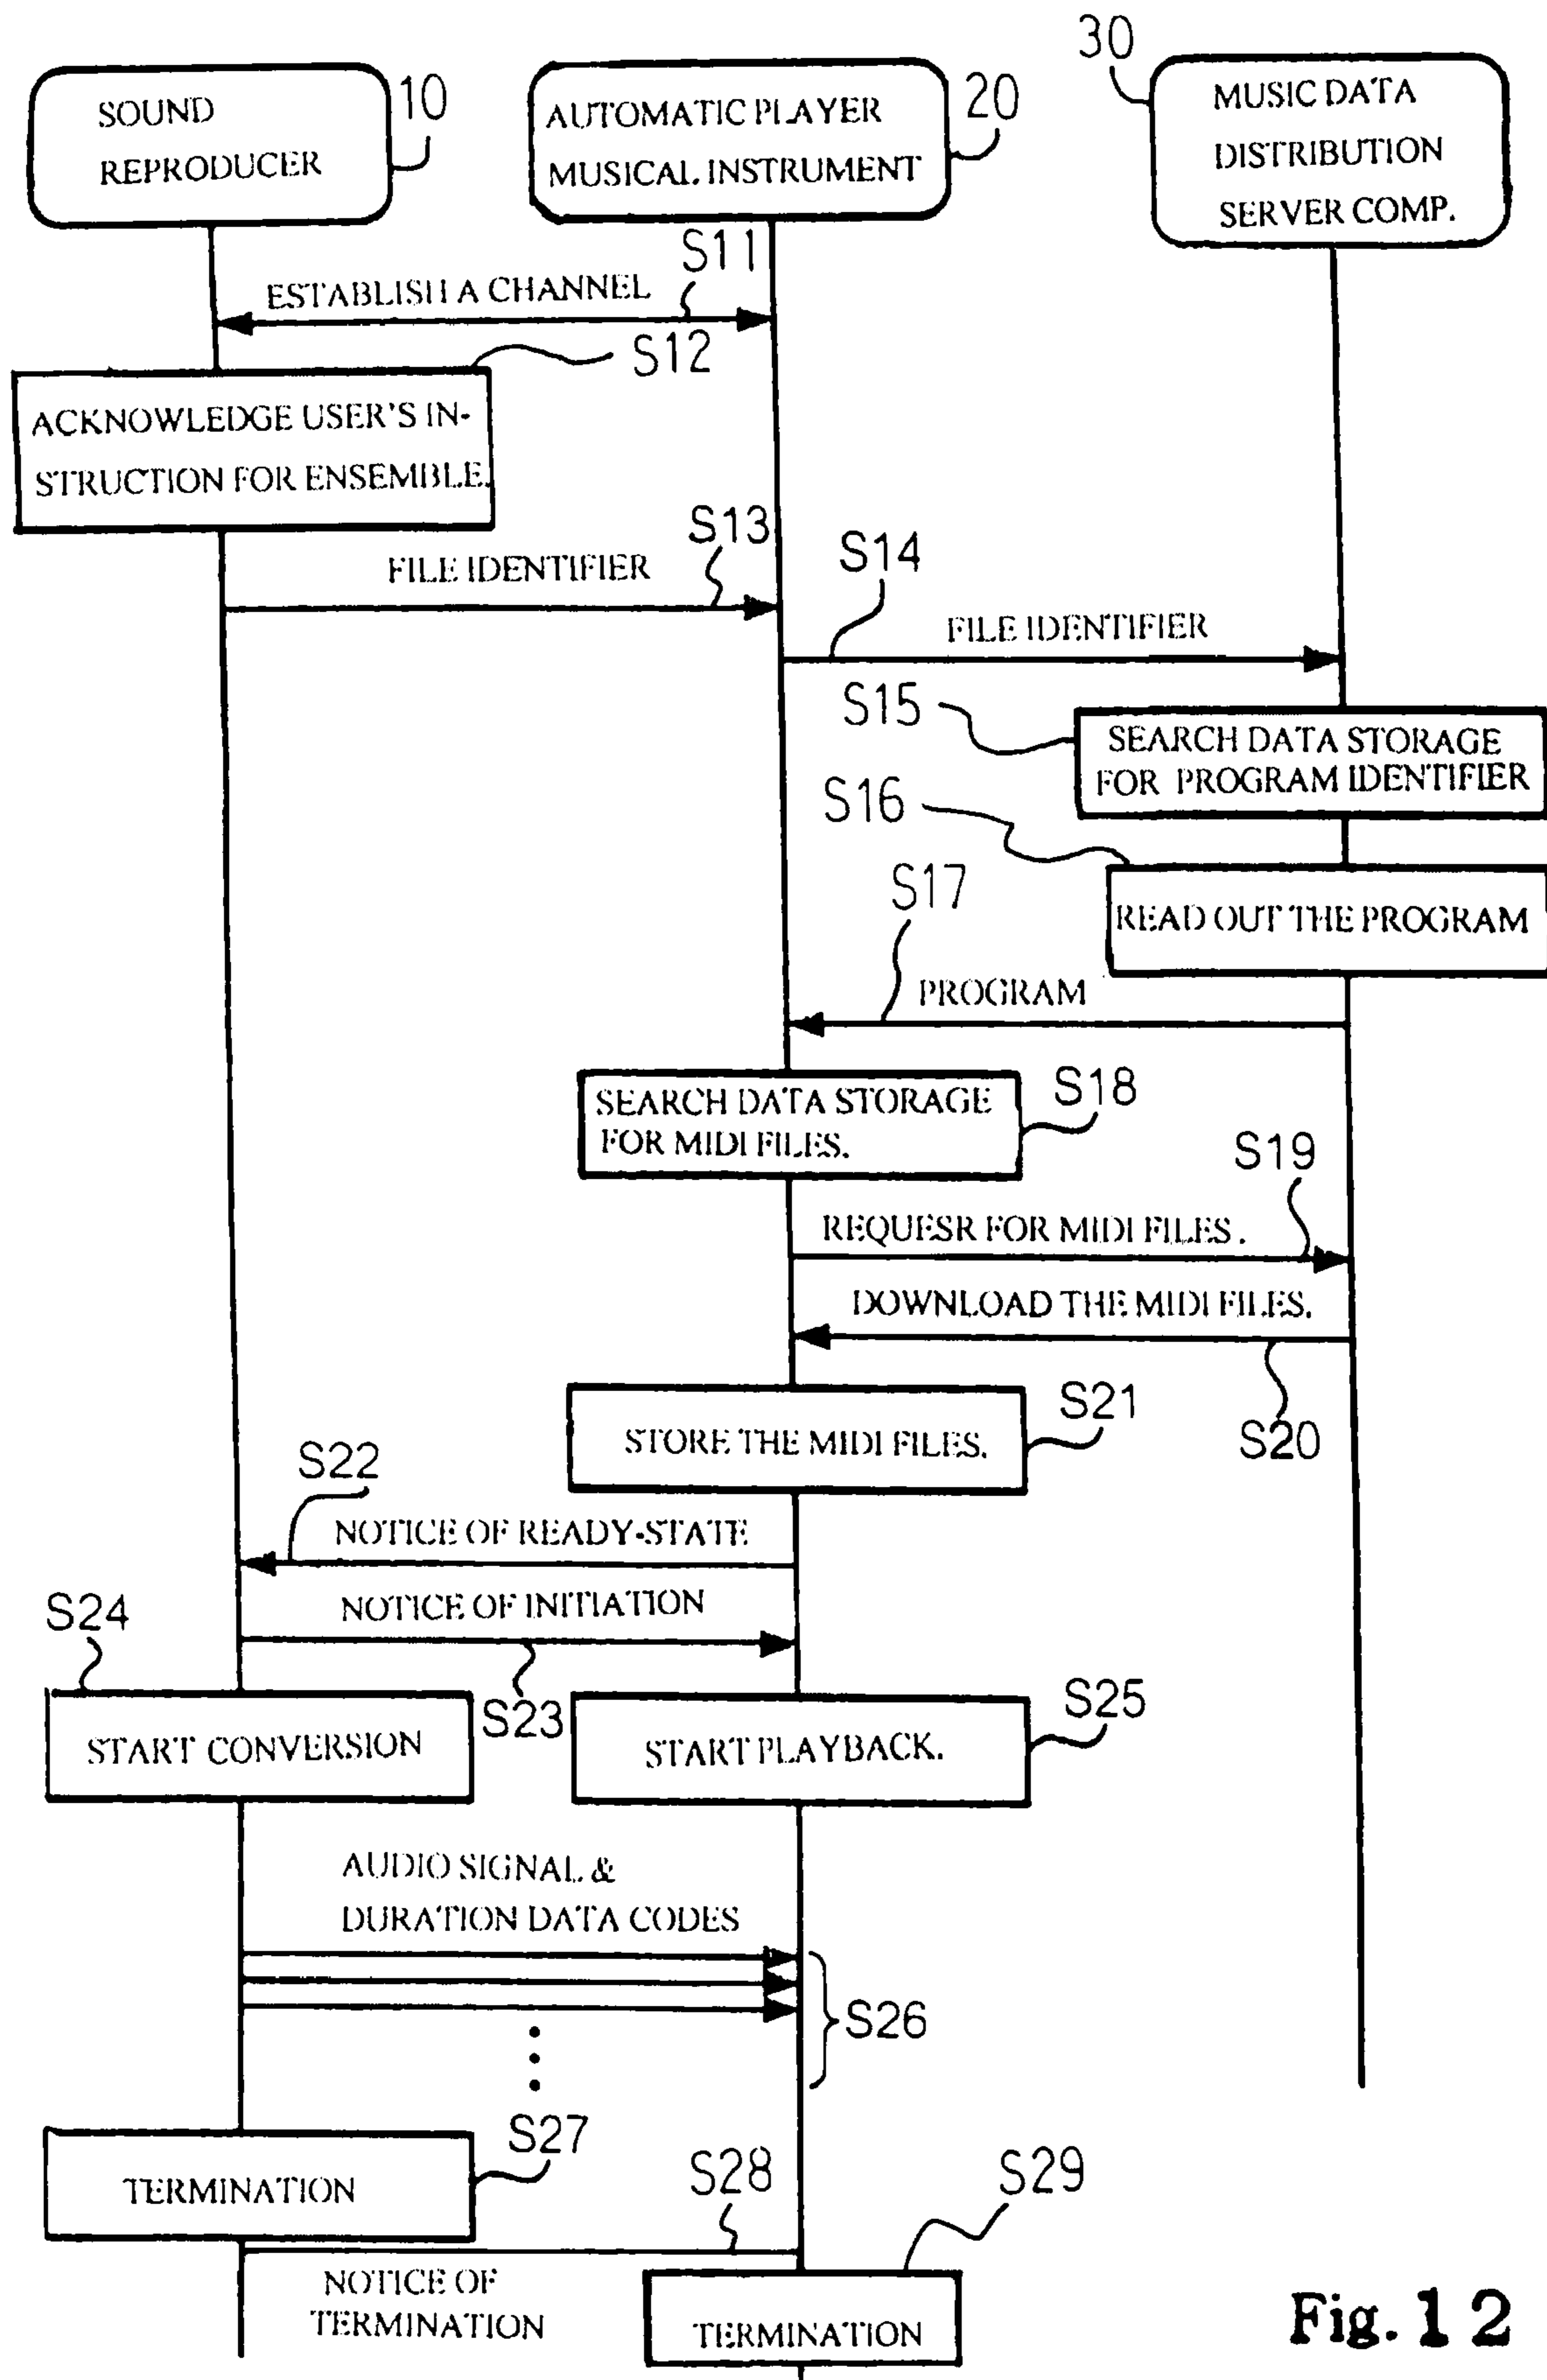 SOUND
REPRODUCER
10
AUTOMATIC PLAYER
MUSICAL INSTRUMENT
20
30
MUSIC DATA
DISTRIBUTION
SERVER COMP.
S11
ESTABLISH A CHANNEL
S12
ACKNOWLEDGE USER'S IN-
STRUCTION FOR ENSEMBLE.
S13
FILE IDENTIFIER
S14
FILE IDENTIFIER
S15
SEARCH DATA STORAGE
FOR PROGRAM IDENTIFIER
S16
READ OUT THE PROGRAM
S17
PROGRAM
SEARCH DATA STORAGE
FOR MIDI FILES.
S18
S19
REQUESR FOR MIDI FILES.
DOWNLOAD THE MIDI FILES.
S20
STORE THE MIDI FILES.
S21
S22
NOTICE OF READY-STATE
NOTICE OF INITIATION
S23
S24
START CONVERSION
START PLAYBACK.
S25
AUDIO SIGNAL &
DURATION DATA CODES
S26
S27
TERMINATION
S28
NOTICE OF
TERMINATION
S29
TERMINATION
Fig. 12